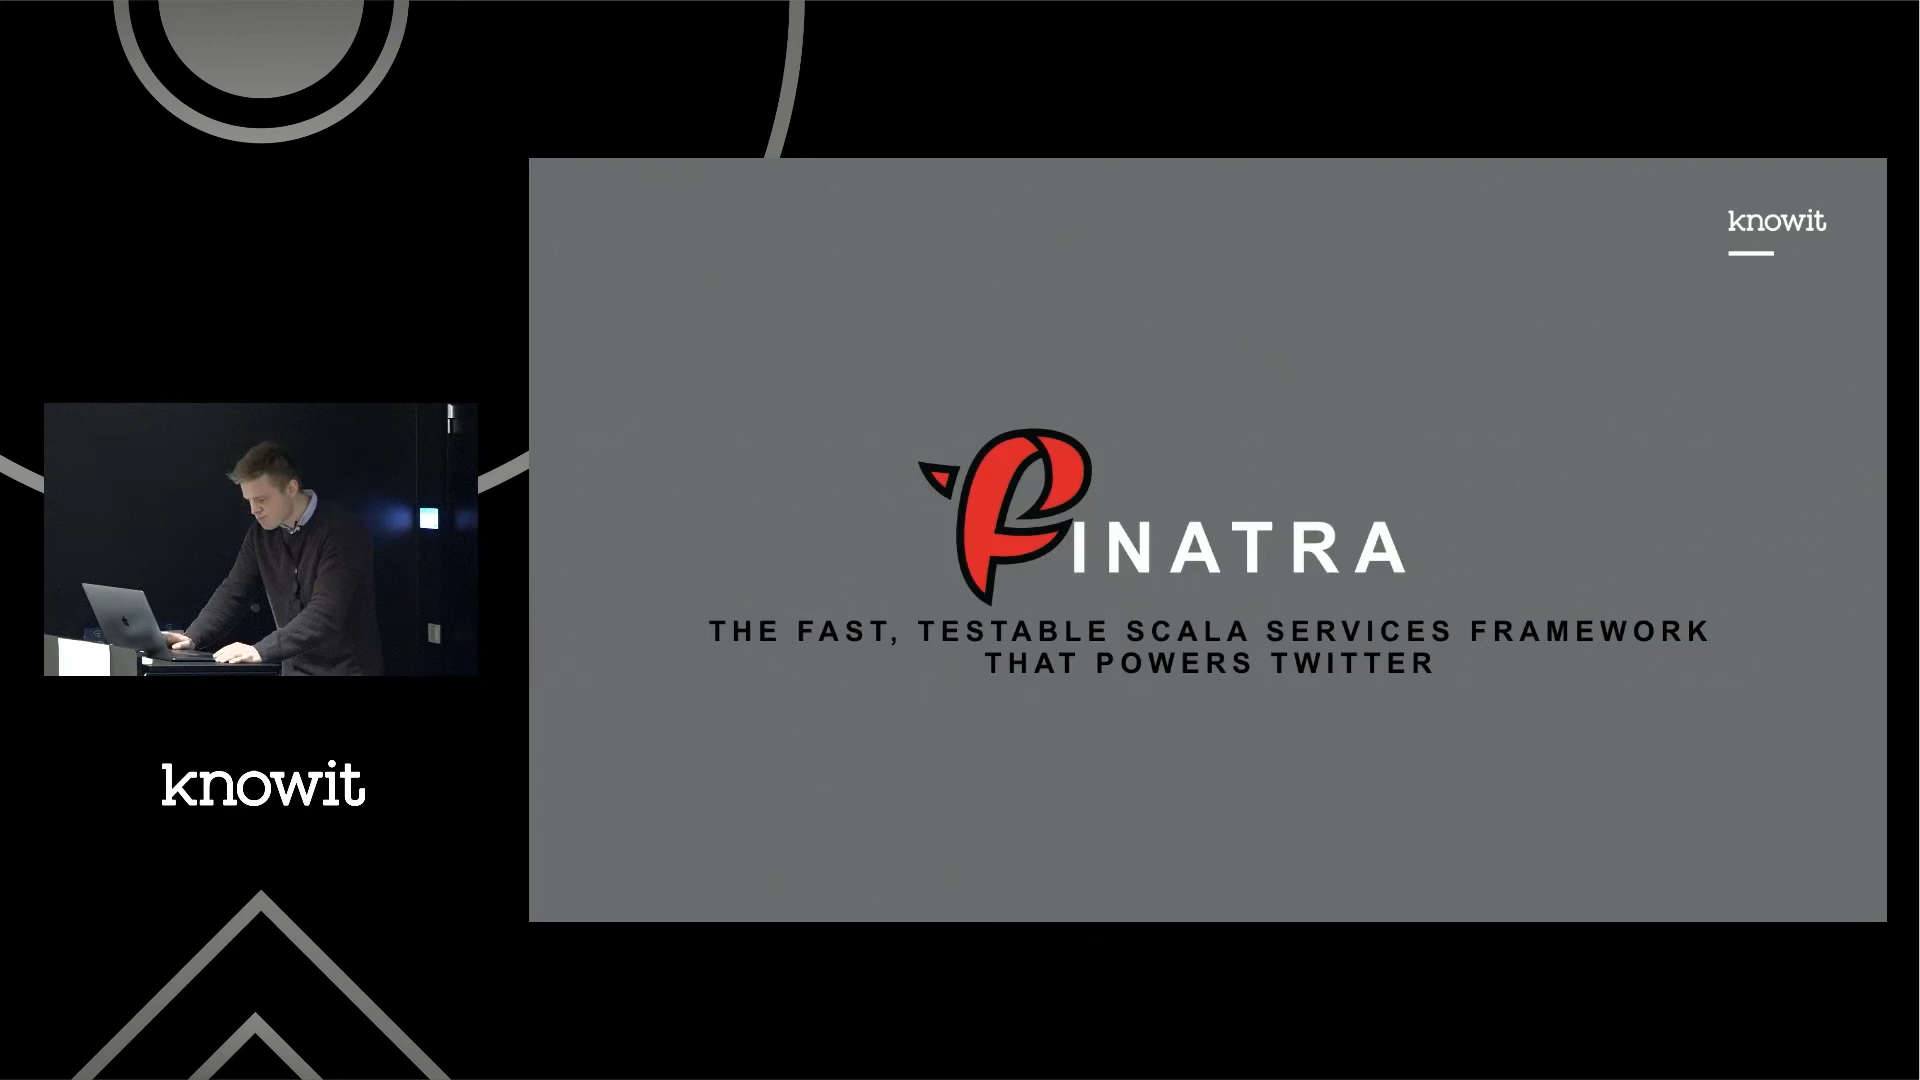 knowit
FINATRA
THE FAST, TESTABLE SCALA SERVICES FRAMEWORK
THAT POWERS TWITTER
knowit